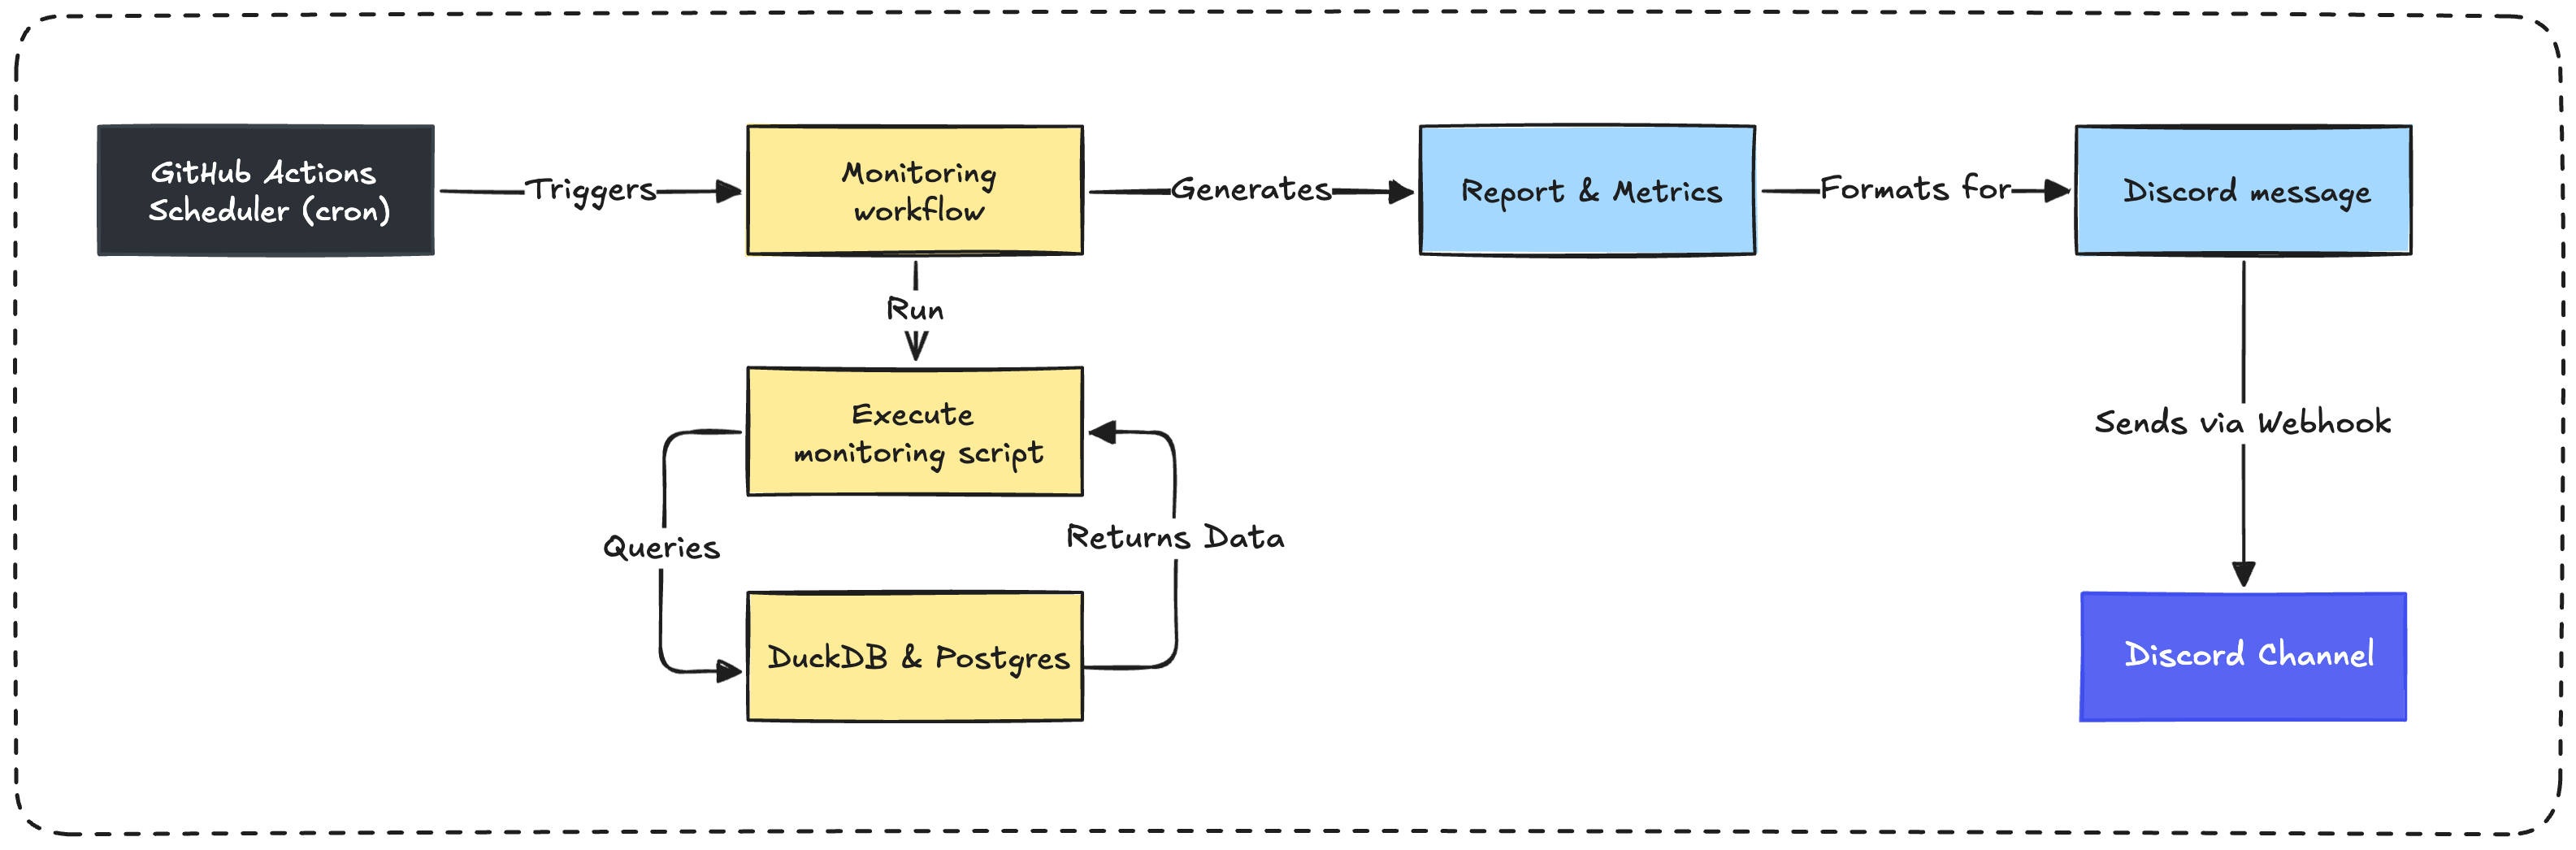 GitHub Actions
Scheduler (cron)
Triggers
Monitoring
workflow
Generates
Report & Metrics
Formats for
Discord message
Run
Execute
monitoring script
Queries
Returns Data
DuckDB & Postgres
Sends via Webhook
Discord Channel